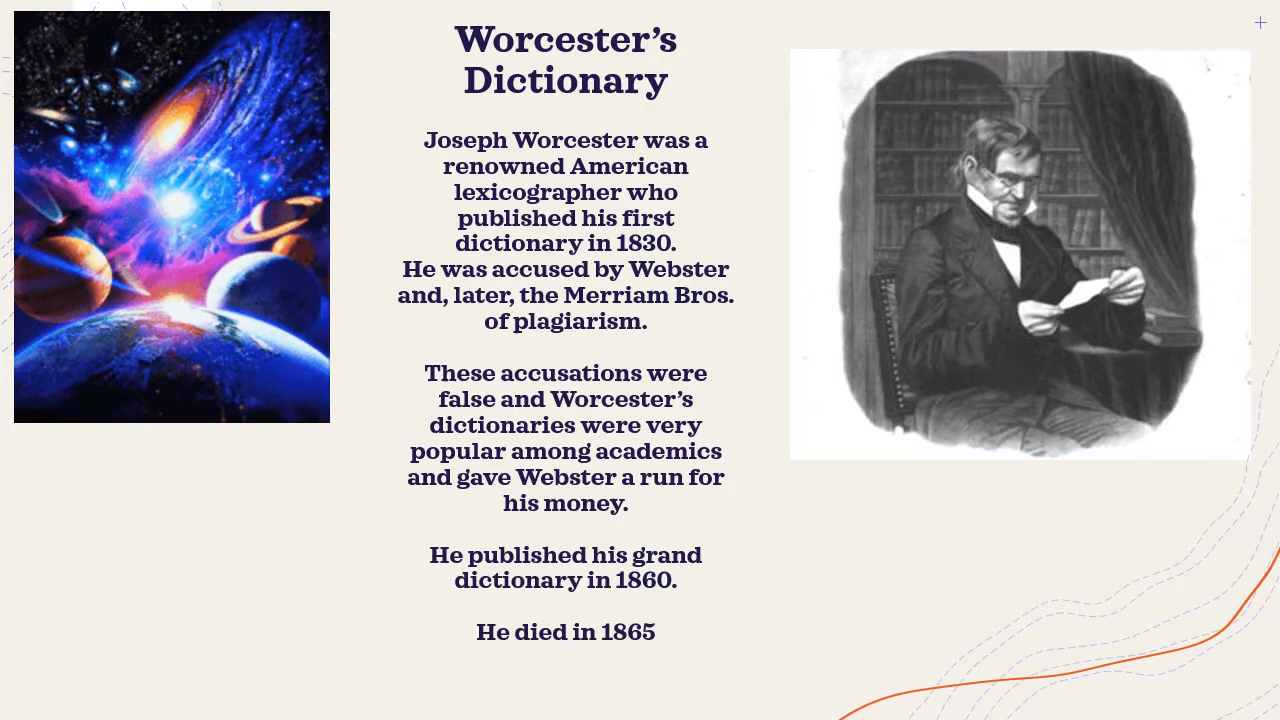 Worcester’s
Dictionary
Joseph Worcester was a
renowned American
lexicographer who
published his first
dictionary in 1830.
He was accused by Webster
and, later, the Merriam Bros.
of plagiarism.
These accusations were
false and Worcester’s
dictionaries were very
popular among academics
and gave Webster a run for
his money.
He published his grand
dictionary in 1860.
He died in 1865